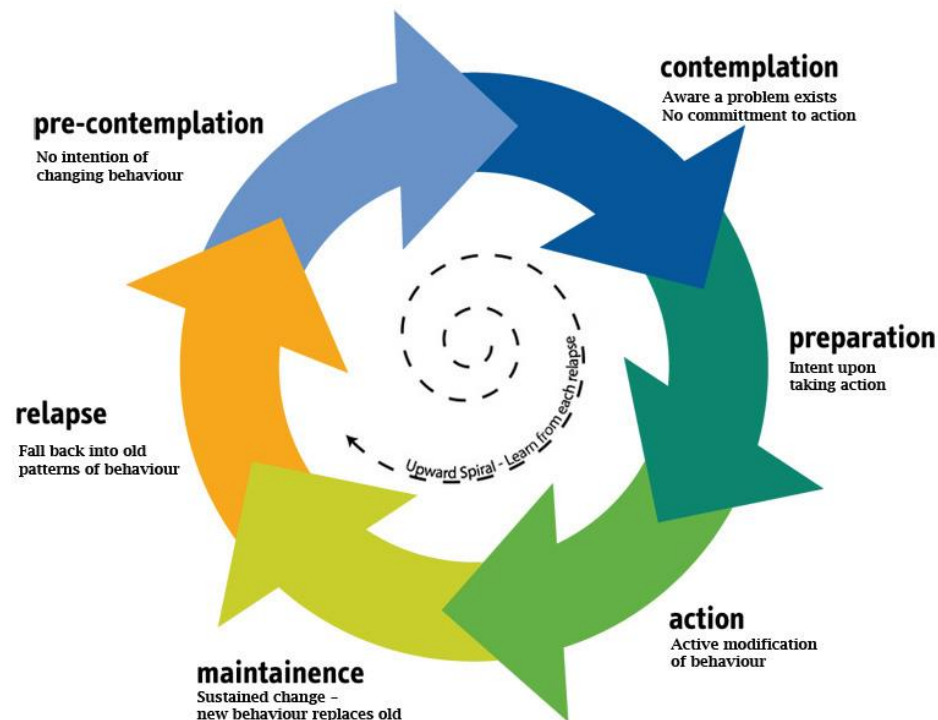 pre-contemplation
No intention of
changing behaviour
contemplation
Aware a problem exists
No committment to action
preparation
Intent upon
taking action
action
Active modification
of behaviour
maintainence
Sustained change –
new behaviour replaces old
relapse
Fall back into old
patterns of behaviour
Upward Spiral - Learn from each relapse